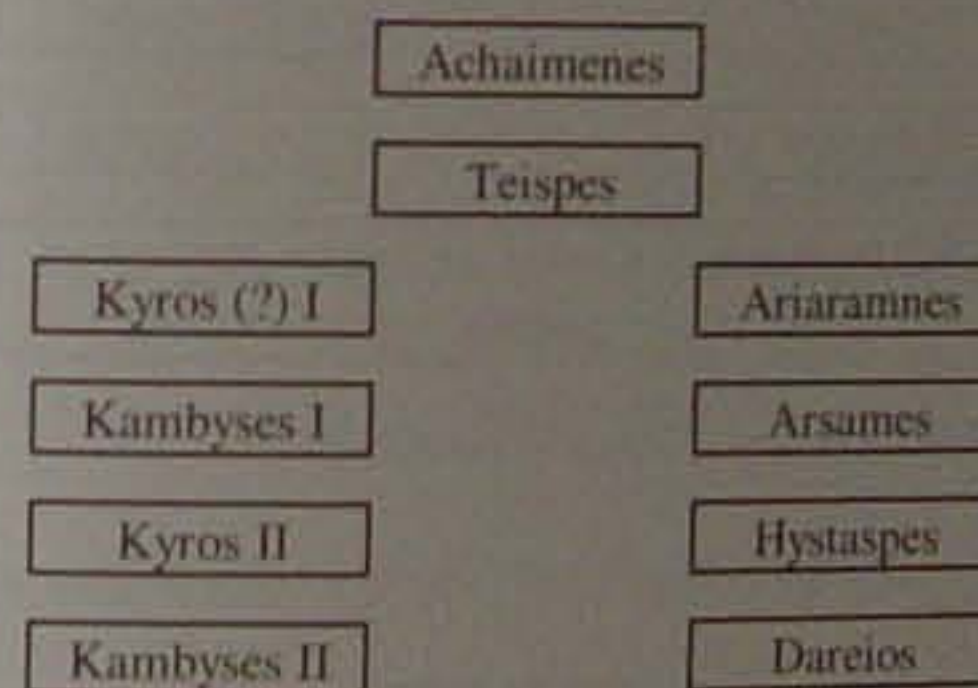 Achaimenes
Teispes
Kyros (?) I
Ariaramnes
Kambyses I
Arsames
Kyros II
Hystaspes
Kambyses II
Dareios